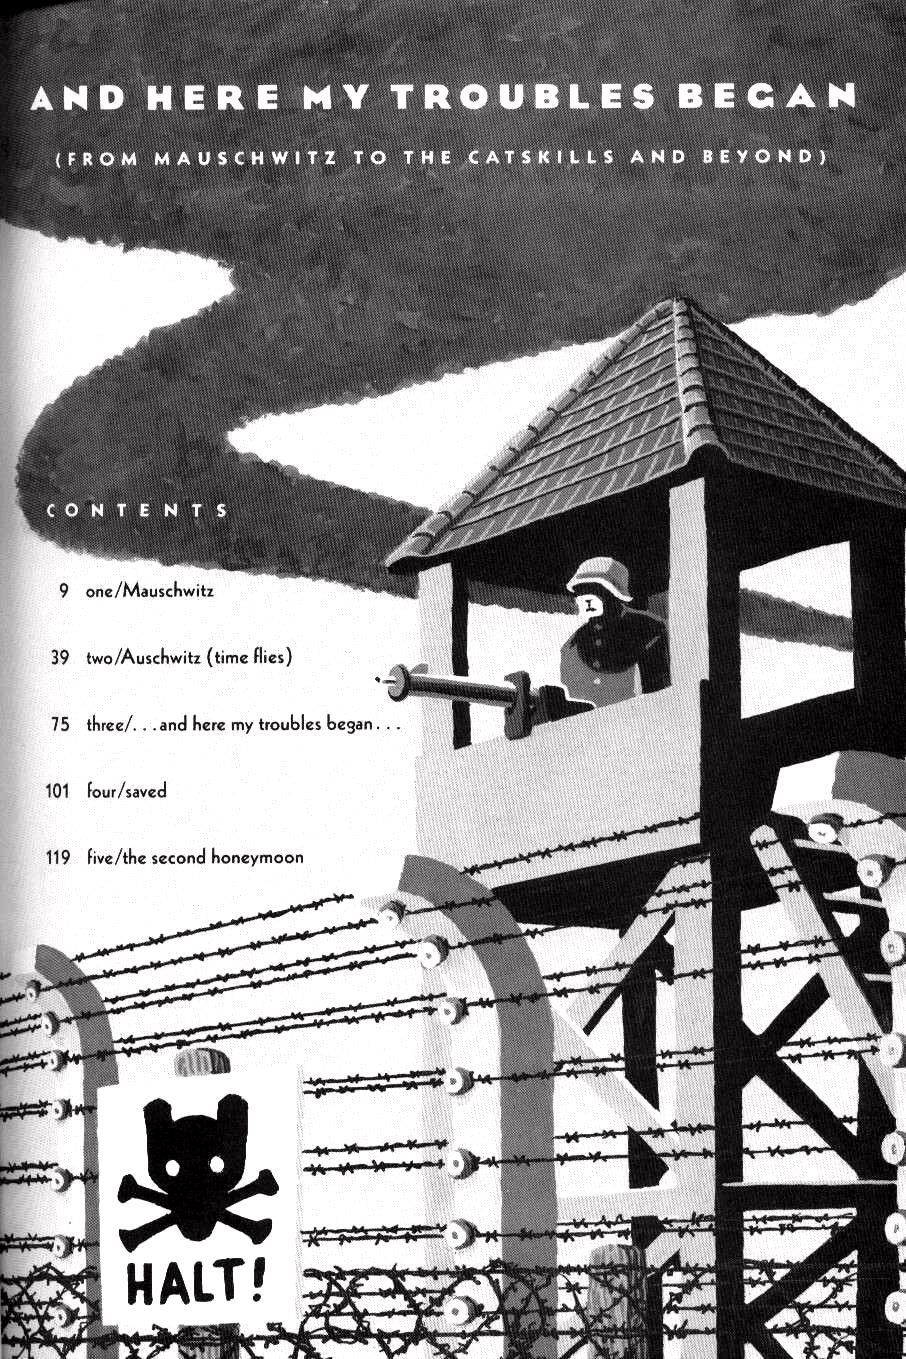 AND HERE MY TROUBLES BEGAN
(FROM MAUSCHWITZ TO THE CATSKILLS AND BEYOND)
CONTENTS
9 one/Mauschwitz
39 two/Auschwitz (time flies)
75 three/. . .and here my troubles began . . .
101 four/saved
119 five/the second honeymoon
HALT!